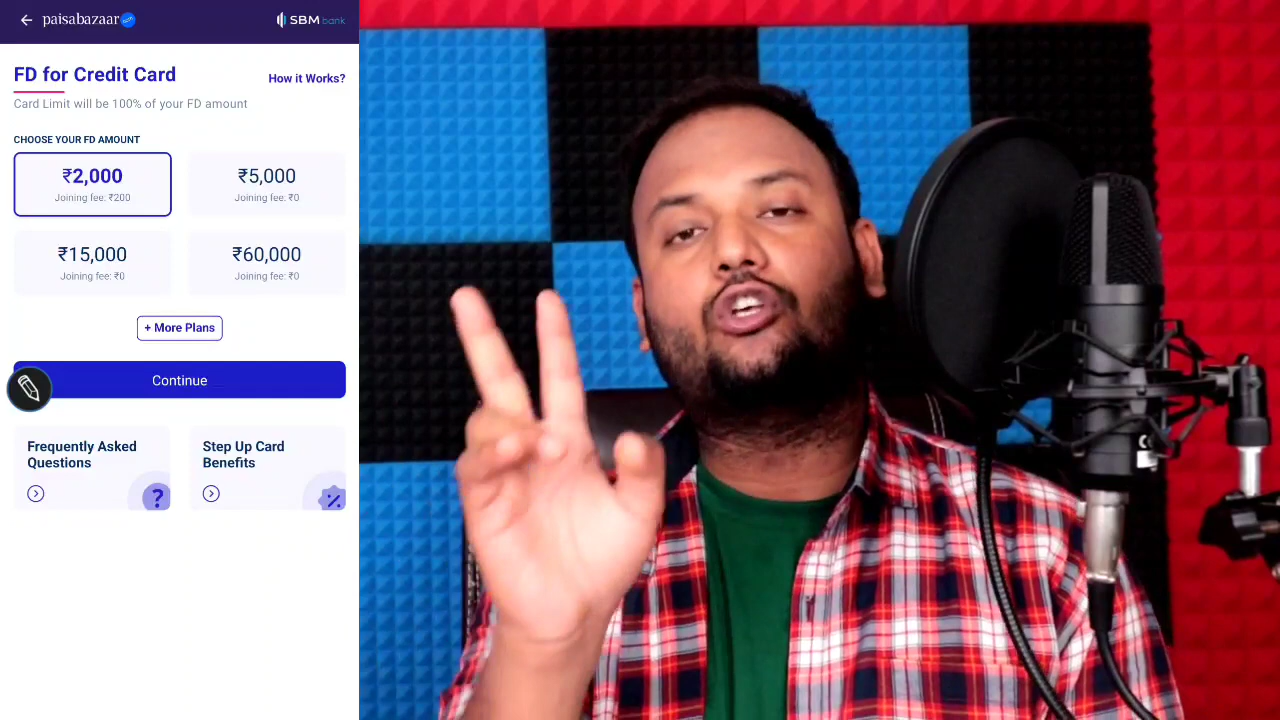 paisabazaar
SBM bank
FD for Credit Card
How it Works?
Card Limit will be 100% of your FD amount
CHOOSE YOUR FD AMOUNT
₹2,000
Joining fee: ₹200
₹5,000
Joining fee: ₹0
₹15,000
Joining fee: ₹0
₹60,000
Joining fee: ₹0
+ More Plans
Continue
Frequently Asked
Questions
?
Step Up Card
Benefits
%